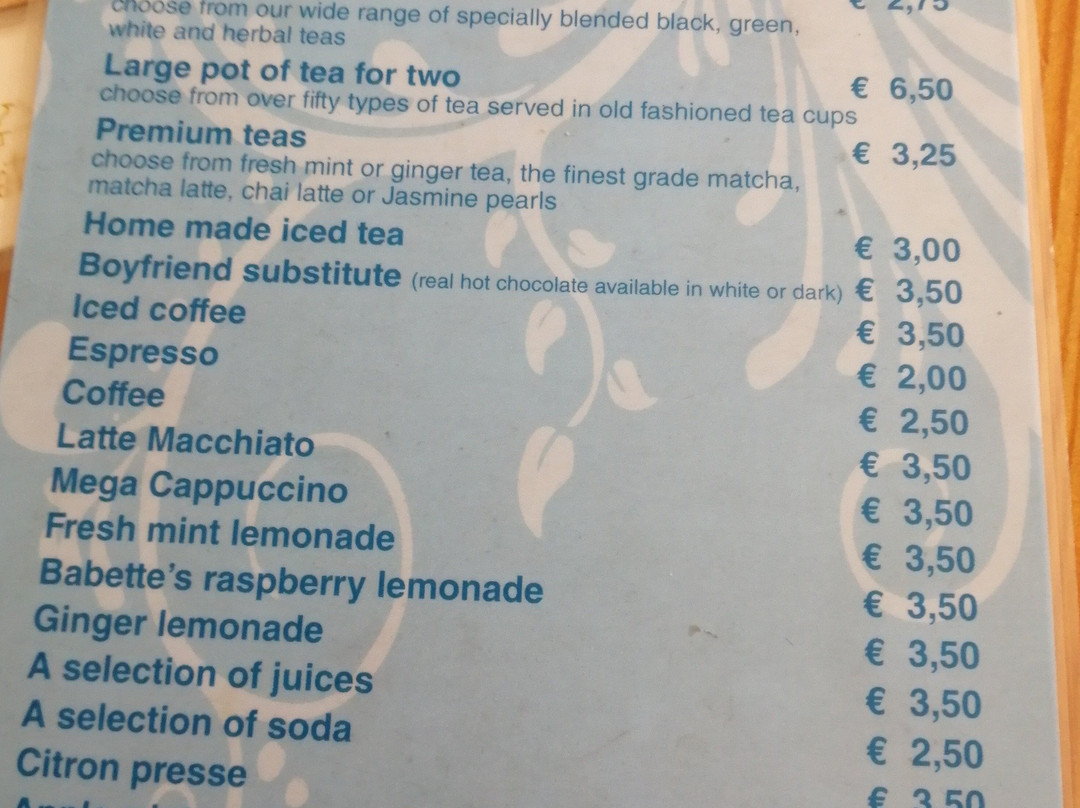 choose from our wide range of specially blended black, green, € 2,75
white and herbal teas
Large pot of tea for two € 6,50
choose from over fifty types of tea served in old fashioned tea cups
Premium teas € 3,25
choose from fresh mint or ginger tea, the finest grade matcha,
matcha latte, chai latte or Jasmine pearls
Home made iced tea € 3,00
Boyfriend substitute (real hot chocolate available in white or dark) € 3,50
Iced coffee € 3,50
Espresso € 2,00
Coffee € 2,50
Latte Macchiato € 3,50
Mega Cappuccino € 3,50
Fresh mint lemonade € 3,50
Babette's raspberry lemonade € 3,50
Ginger lemonade € 3,50
A selection of juices € 3,50
A selection of soda € 2,50
Citron presse € 3,50